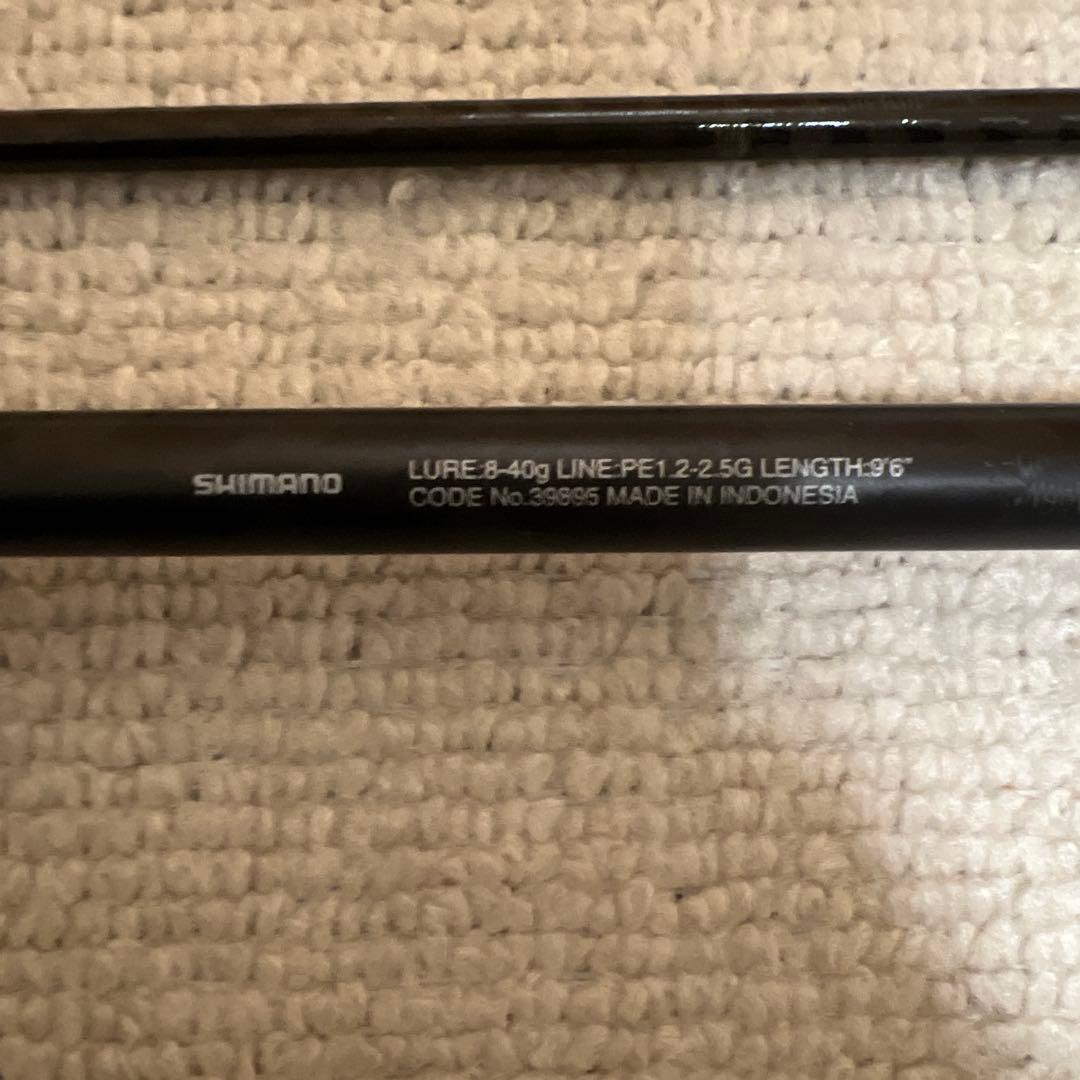 SHIMANO
LURE:8-40g LINE:PE1.2-2.5G LENGTH:9'6"
CODE No.39895 MADE IN INDONESIA